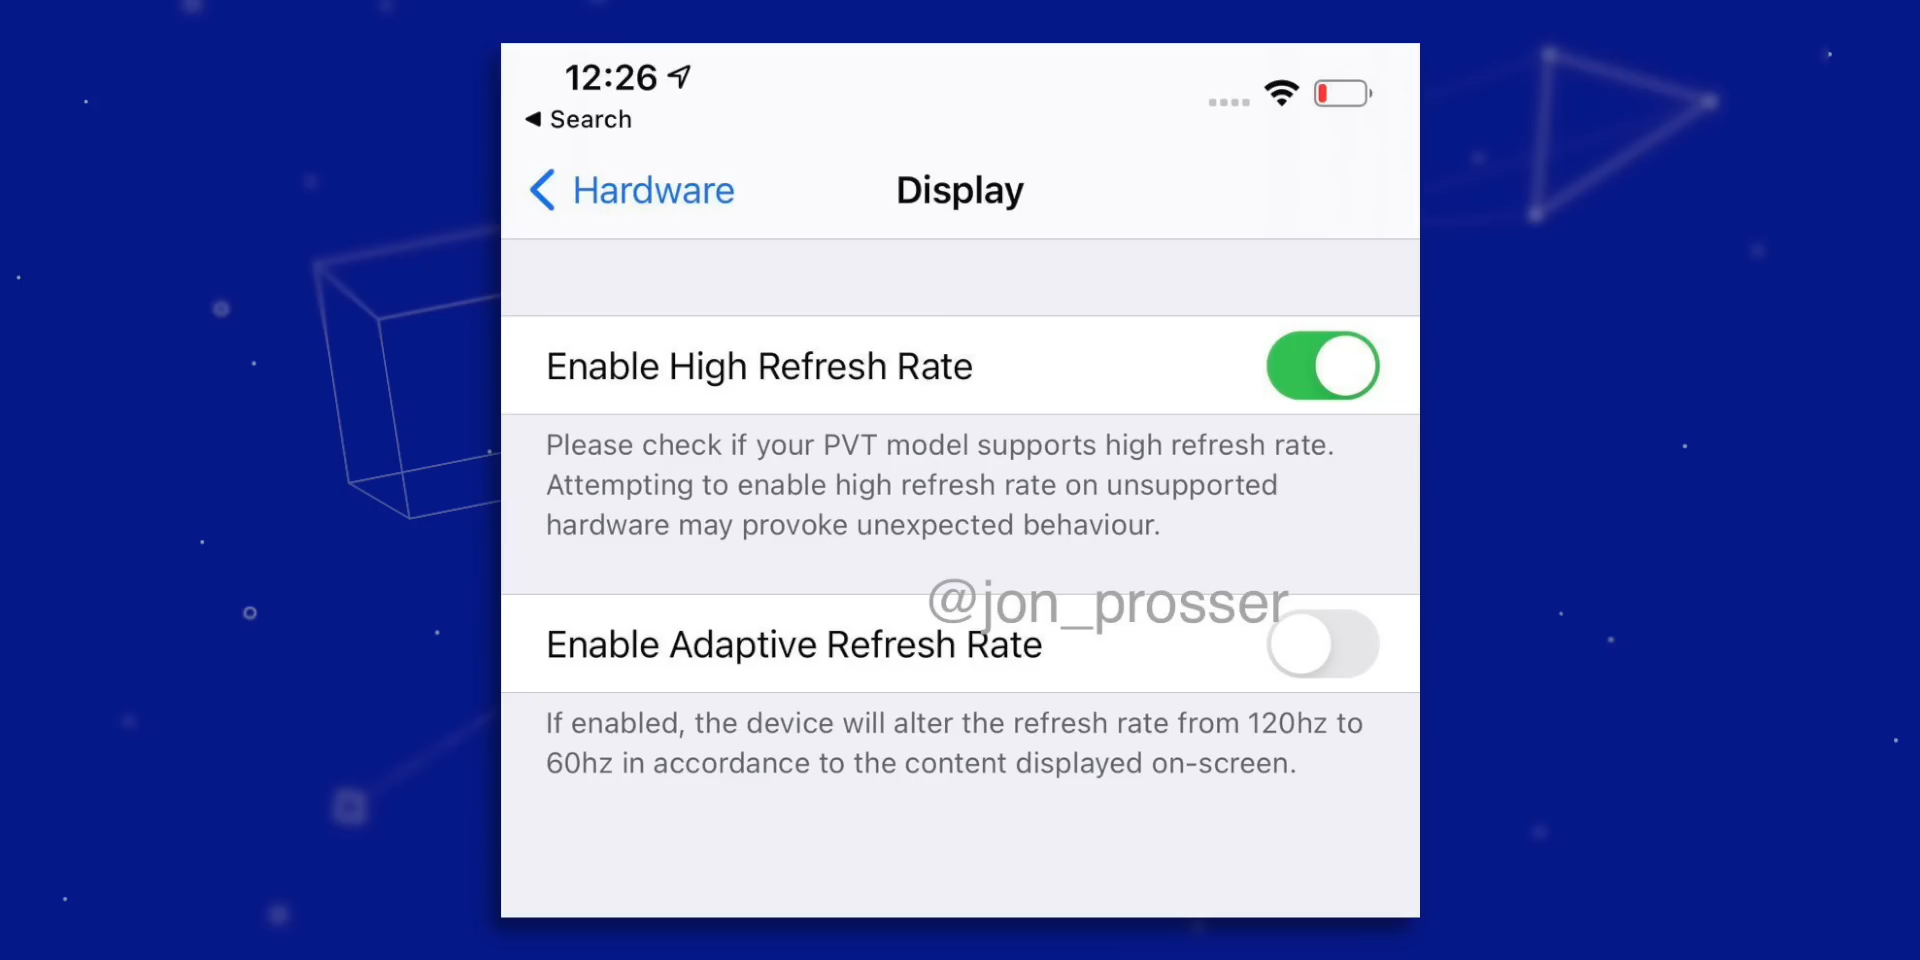 12:26
Search
Hardware
Display
Enable High Refresh Rate
Please check if your PVT model supports high refresh rate.
Attempting to enable high refresh rate on unsupported
hardware may provoke unexpected behaviour.
@jon_prosser
Enable Adaptive Refresh Rate
If enabled, the device will alter the refresh rate from 120hz to
60hz in accordance to the content displayed on-screen.